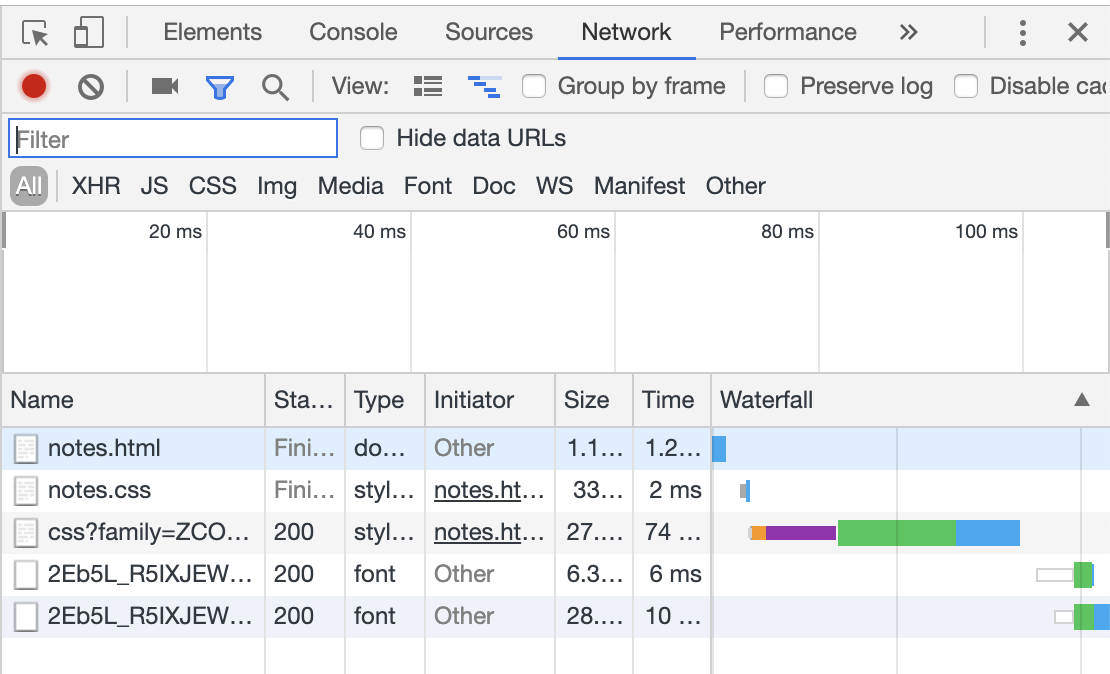 Elements Console Sources Network Performance »
View: Group by frame Preserve log Disable cac
Filter Hide data URLs
All XHR JS CSS Img Media Font Doc WS Manifest Other
20 ms 40 ms 60 ms 80 ms 100 ms
Name Sta... Type Initiator Size Time Waterfall
notes.html Fini... do... Other 1.1... 1.2...
notes.css Fini... styl... notes.ht... 33... 2 ms
css?family=ZCO... 200 styl... notes.ht... 27.... 74 ...
2Eb5L_R5IXJEW... 200 font Other 6.3... 6 ms
2Eb5L_R5IXJEW... 200 font Other 28.... 10 ...